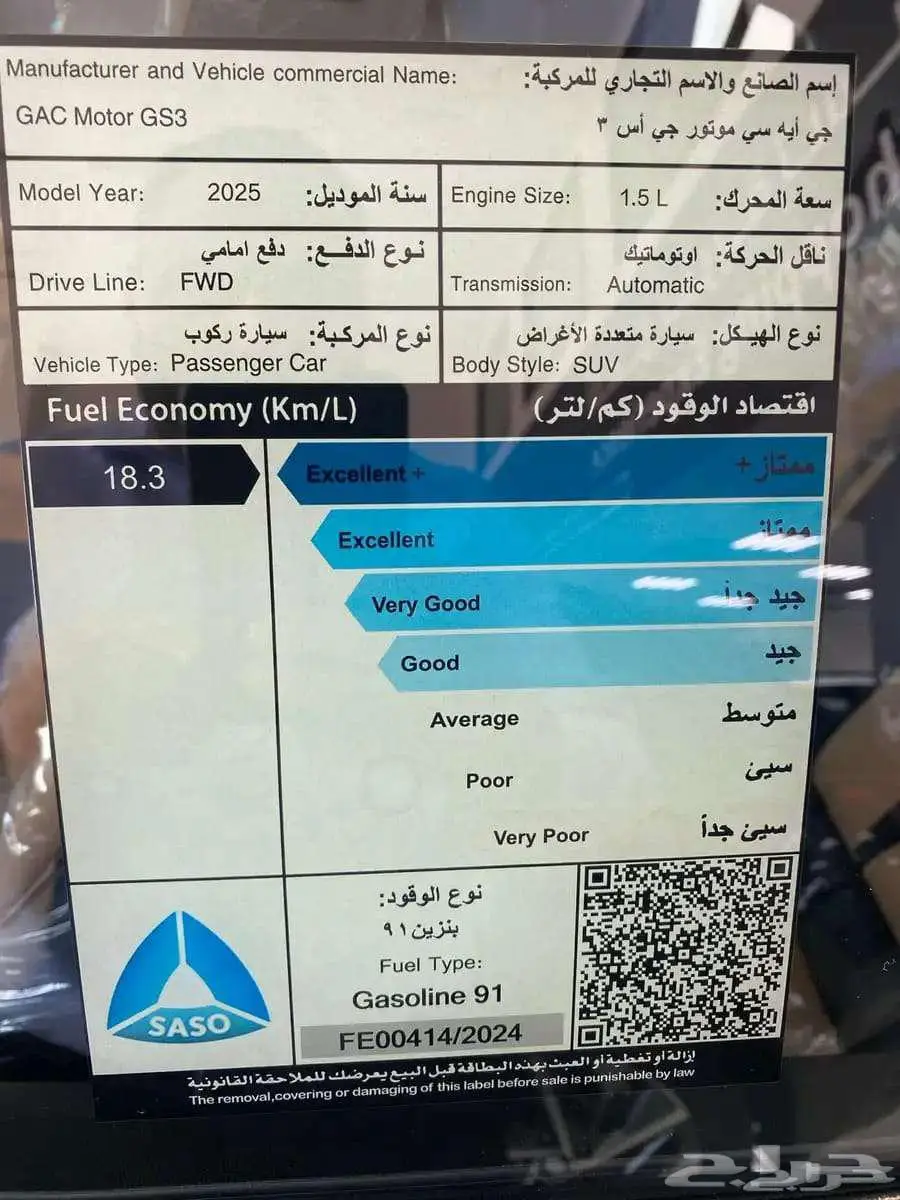 Manufacturer and Vehicle commercial Name: إسم الصانع والاسم التجاري للمركبة:
GAC Motor GS3 جي أيه سي موتور جي أس ٣
Model Year: 2025 سنة الموديل:
Engine Size: 1.5 L سعة المحرك:
نوع الدفع: دفع امامي
Drive Line: FWD
ناقل الحركة: اوتوماتيك
Transmission: Automatic
نوع المركبة: سيارة ركوب
Vehicle Type: Passenger Car
نوع الهيكل: سيارة متعددة الأغراض
Body Style: SUV
Fuel Economy (Km/L) اقتصاد الوقود (كم/لتر)
18.3
Excellent + ممتاز+
Excellent ممتاز
Very Good جيد جداً
Good جيد
Average متوسط
Poor سيئ
Very Poor سيئ جداً
SASO
نوع الوقود:
بنزين ٩١
Fuel Type:
Gasoline 91
FE00414/2024
إزالة أو تغطية أو العبث بهذه البطاقة قبل البيع يعرضك للملاحقة القانونية
The removal,covering or damaging of this label before sale is punishable by law
حراج